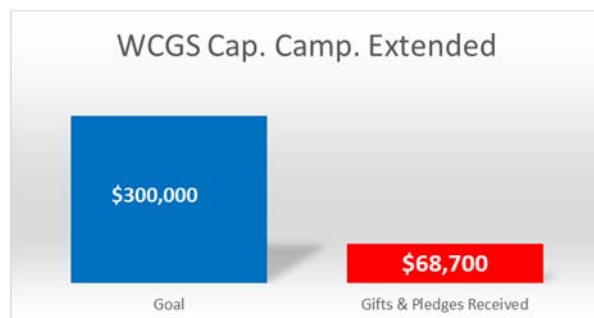 WCGS Cap. Camp. Extended
$300,000
$68,700
Goal
Gifts & Pledges Received